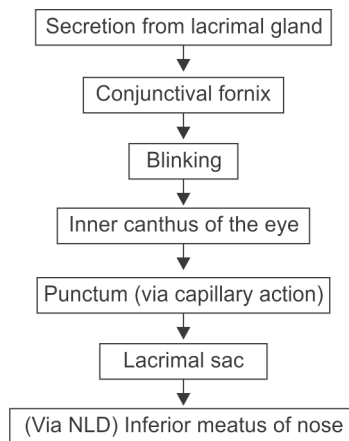 Secretion from lacrimal gland
Conjunctival fornix
Blinking
Inner canthus of the eye
Punctum (via capillary action)
Lacrimal sac
(Via NLD) Inferior meatus of nose